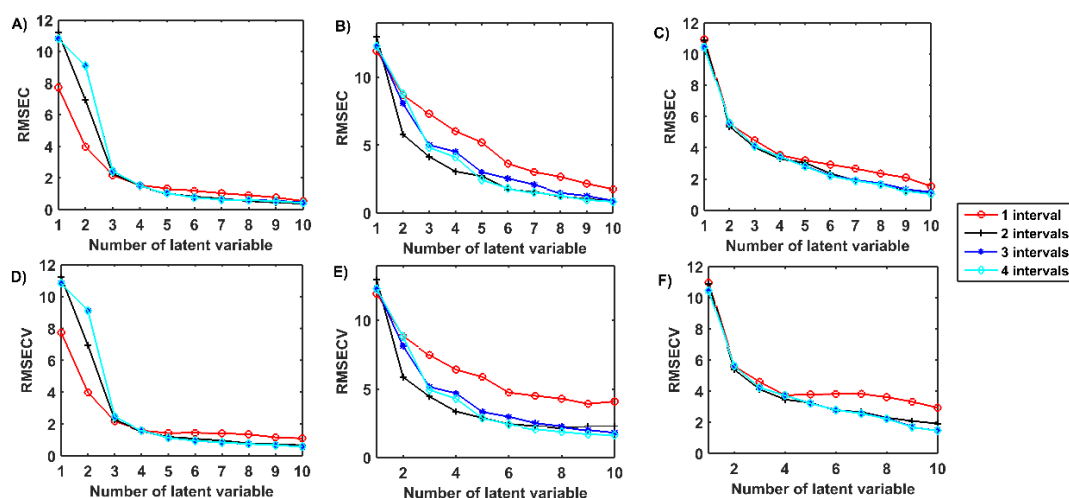 A)
RMSEC
12
10
8
6
4
2
0
1 2 3 4 5 6 7 8 9 10
Number of latent variable
B)
RMSEC
10
5
0
1 2 3 4 5 6 7 8 9 10
Number of latent variable
C)
RMSEC
12
10
8
6
4
2
0
1 2 3 4 5 6 7 8 9 10
Number of latent variable
1 interval
2 intervals
3 intervals
4 intervals
D)
RMSECV
12
10
8
6
4
2
0
1 2 3 4 5 6 7 8 9 10
Number of latent variable
E)
RMSECV
10
5
0
2 4 6 8 10
Number of latent variable
F)
RMSECV
12
10
8
6
4
2
0
2 4 6 8 10
Number of latent variable